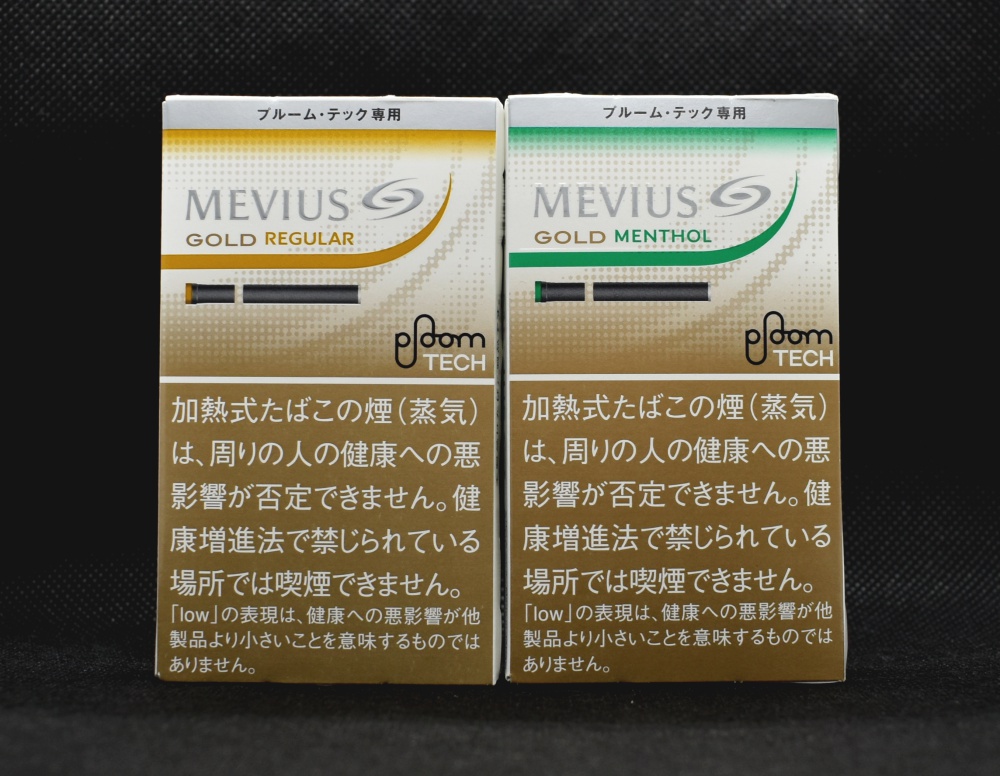 プルーム・テック専用
MEVIUS
GOLD REGULAR
ploom
TECH
加熱式たばこの煙（蒸気）
は、周りの人の健康への悪
影響が否定できません。健
康増進法で禁じられている
場所では喫煙できません。
「low」の表現は、健康への悪影響が他
製品より小さいことを意味するものでは
ありません。
プルーム・テック専用
MEVIUS
GOLD MENTHOL
ploom
TECH
加熱式たばこの煙（蒸気）
は、周りの人の健康への悪
影響が否定できません。健
康増進法で禁じられている
場所では喫煙できません。
「low」の表現は、健康への悪影響が他
製品より小さいことを意味するものでは
ありません。